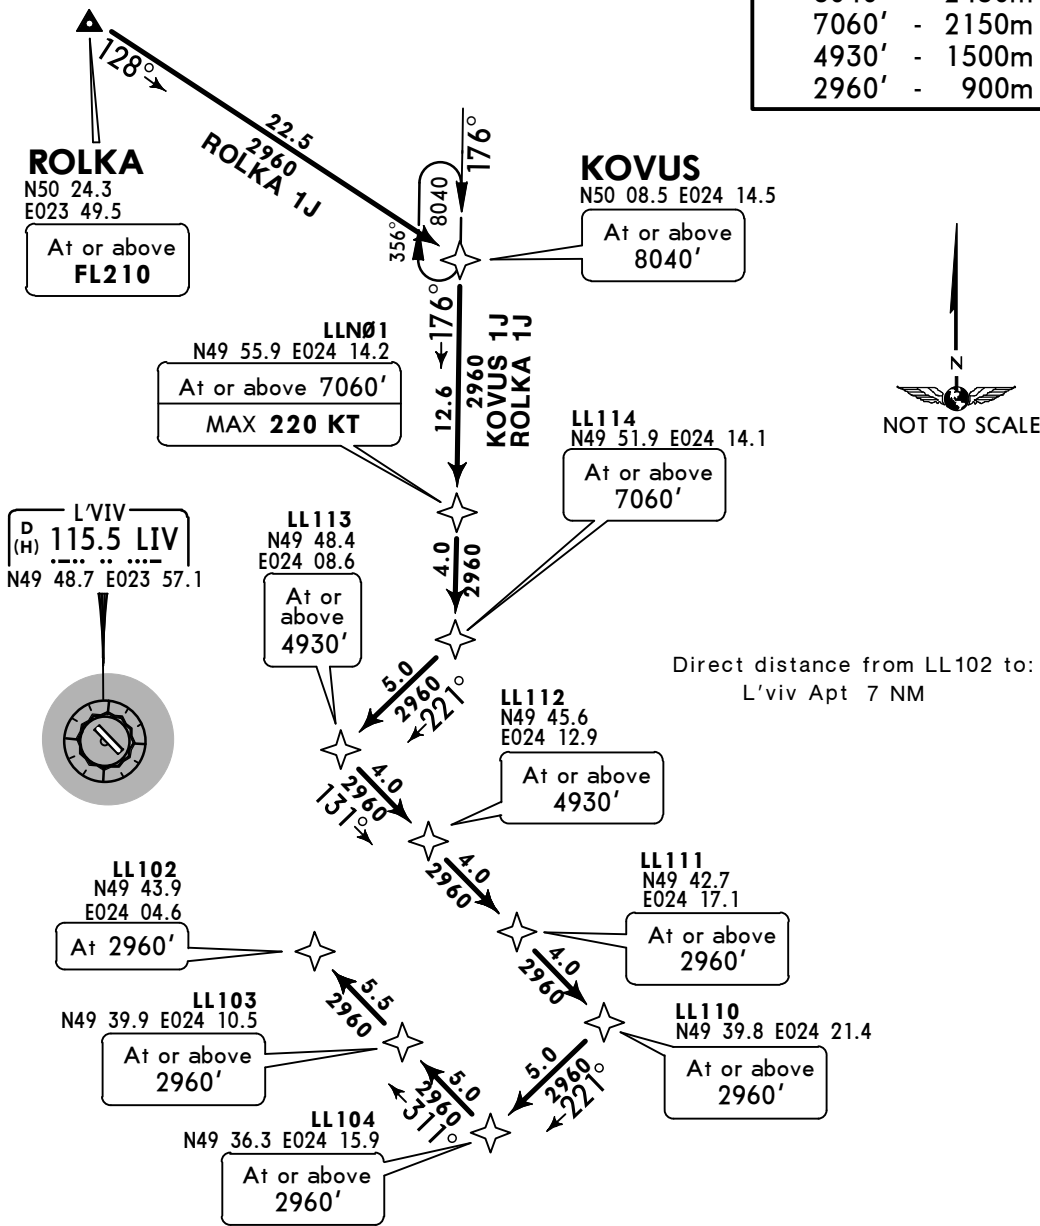 7060' - 2150m
4930' - 1500m
2960' - 900m
128°
22.5
2960
ROLKA 1J
ROLKA
N50 24.3
E023 49.5
At or above
FL210
176°
8040
356°
KOVUS
N50 08.5 E024 14.5
At or above
8040'
176°
12.6
2960
KOVUS 1J
ROLKA 1J
LLNØ1
N49 55.9 E024 14.2
At or above 7060'
MAX 220 KT
N
NOT TO SCALE
LL114
N49 51.9 E024 14.1
At or above
7060'
4.0
2960
L'VIV
D
(H) 115.5 LIV
N49 48.7 E023 57.1
LL113
N49 48.4
E024 08.6
At or
above
4930'
5.0
2960
221°
Direct distance from LL102 to:
L'viv Apt 7 NM
LL112
N49 45.6
E024 12.9
At or above
4930'
4.0
2960
131°
4.0
2960
LL111
N49 42.7
E024 17.1
At or above
2960'
4.0
2960
LL102
N49 43.9
E024 04.6
At 2960'
5.5
2960
LL110
N49 39.8 E024 21.4
At or above
2960'
5.0
2960
221°
LL103
N49 39.9 E024 10.5
At or above
2960'
5.0
2960
311°
LL104
N49 36.3 E024 15.9
At or above
2960'